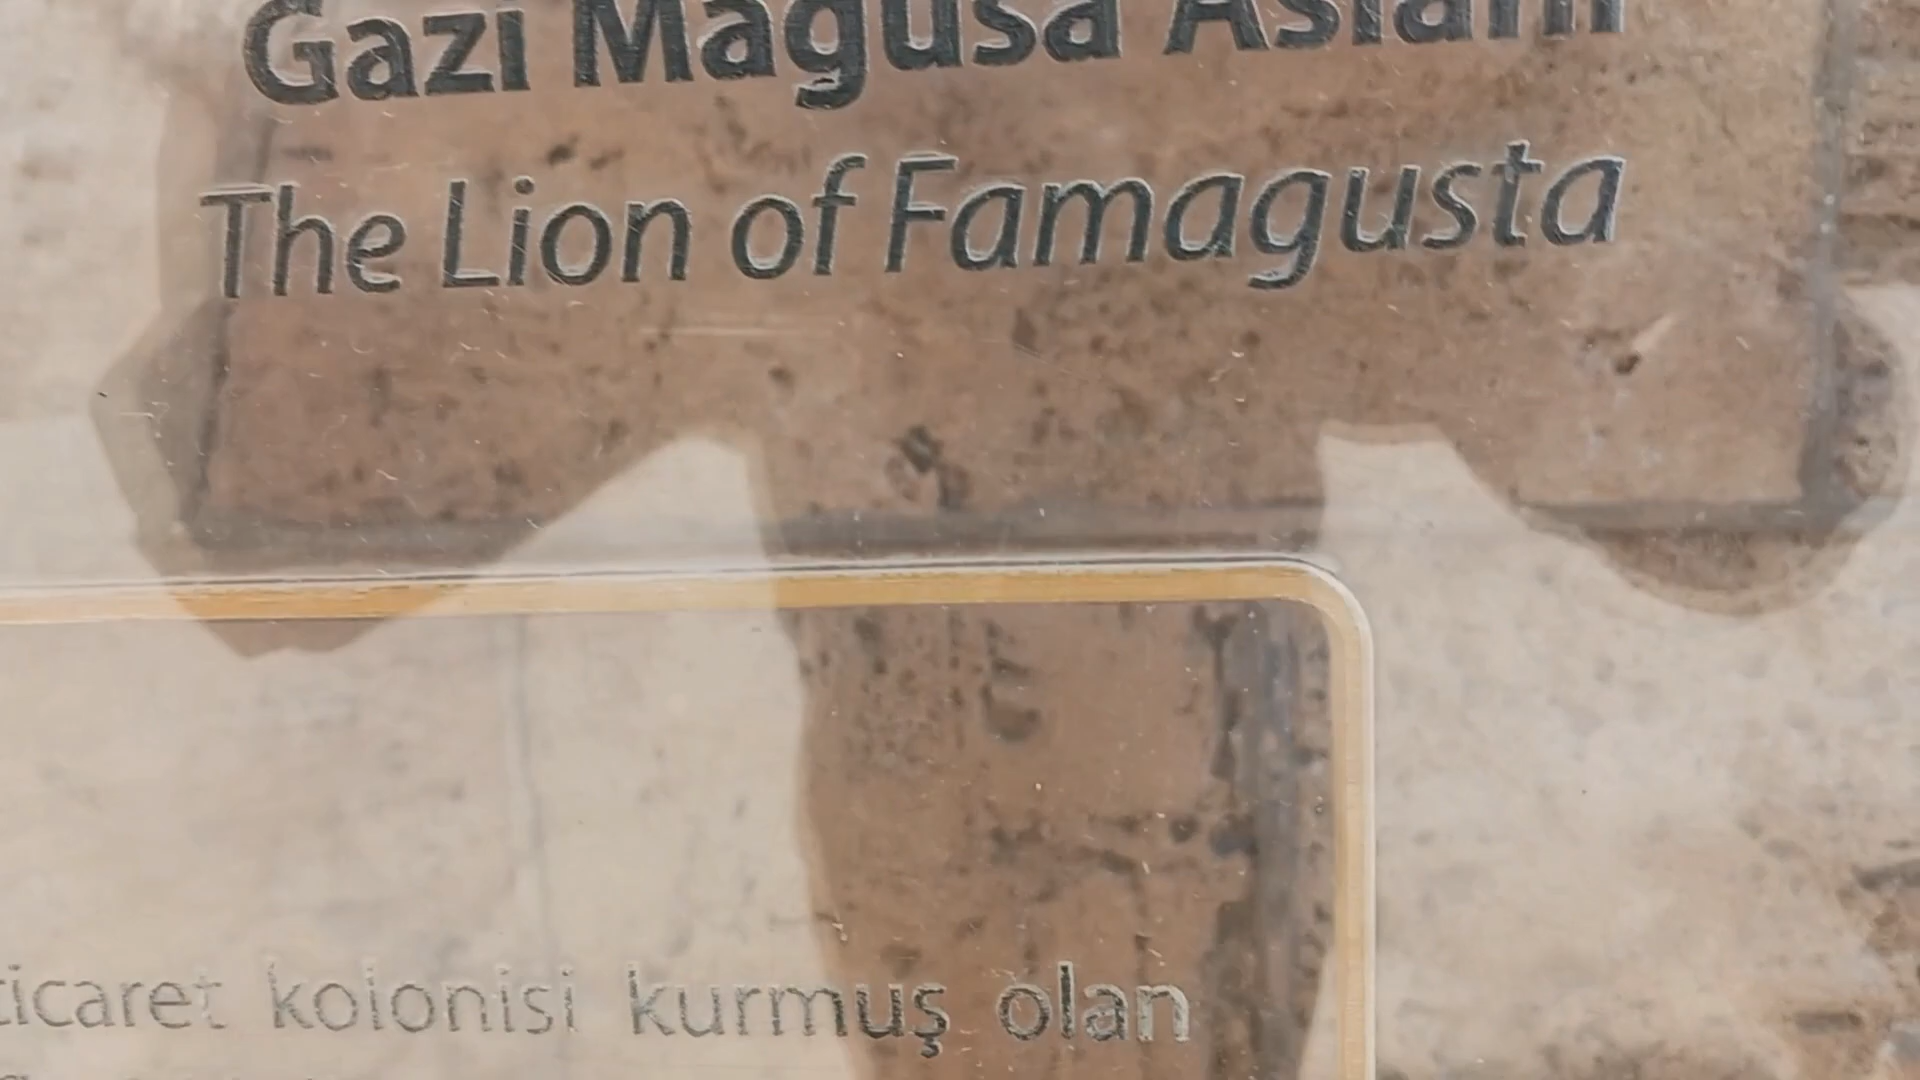 Gazi Mağusa Aslanı
The Lion of Famagusta
ticaret kolonisi kurmuş olan